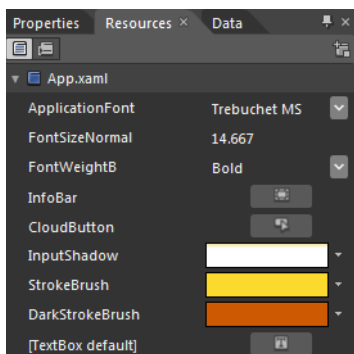 Properties Resources × Data
App.xaml
ApplicationFont Trebuchet MS
FontSizeNormal 14.667
FontWeightB Bold
InfoBar
CloudButton
InputShadow
StrokeBrush
DarkStrokeBrush
[TextBox default]